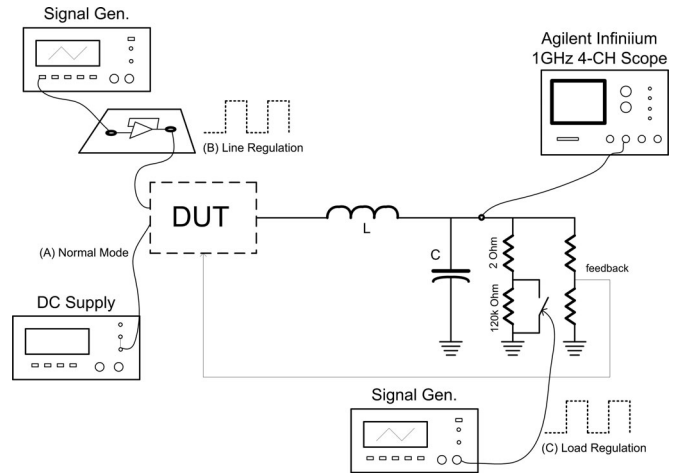 Signal Gen.
Agilent Infiniium
1GHz 4-CH Scope
(B) Line Regulation
DUT
L
(A) Normal Mode
C
2 Ohm
feedback
120k Ohm
DC Supply
Signal Gen.
(C) Load Regulation